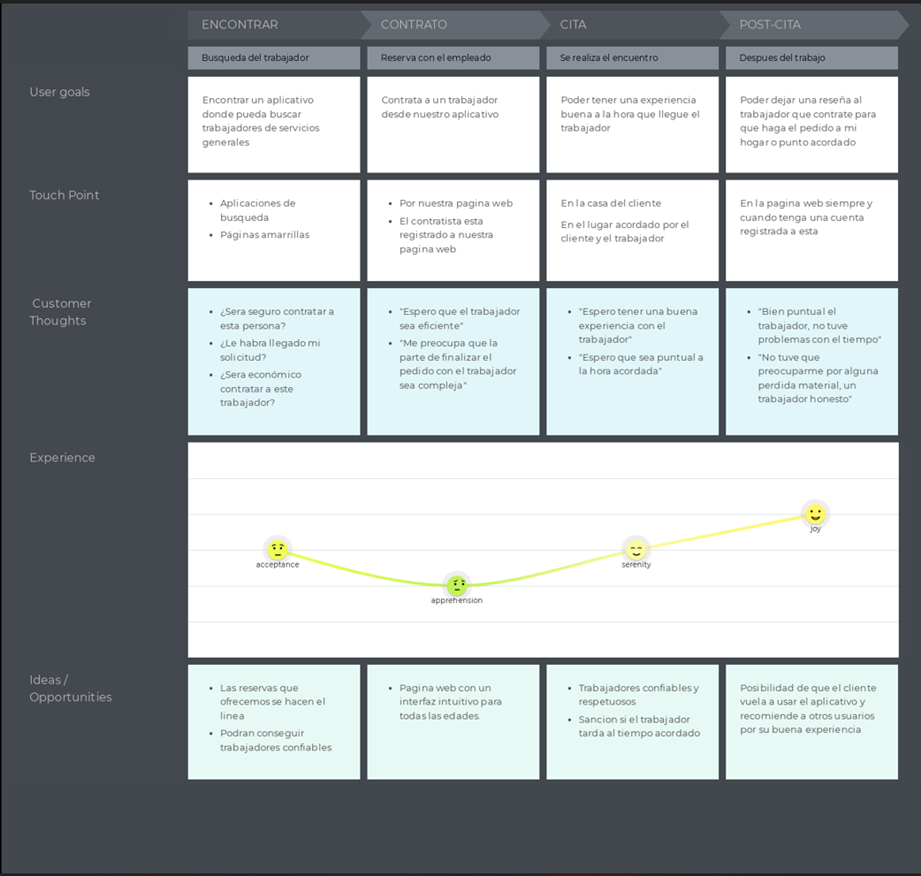 ENCONTRAR
CONTRATO
CITA
POST-CITA
Busqueda del trabajador
Reserva con el empleado
Se realiza el encuentro
Despues del trabajo
User goals
Encontrar un aplicativo
donde pueda buscar
trabajadores de servicios
generales
Contrata a un trabajador
desde nuestro aplicativo
Poder tener una experiencia
buena a la hora que llegue el
trabajador
Poder dejar una reseña al
trabajador que contrate para
que haga el pedido a mi
hogar o punto acordado
Touch Point
• Aplicaciones de
busqueda
• Páginas amarrillas
• Por nuestra pagina web
• El contratista esta
registrado a nuestra
pagina web
En la casa del cliente
En el lugar acordado por el
cliente y el trabajador
En la pagina web siempre y
cuando tenga una cuenta
registrada a esta
Customer
Thoughts
• ¿Sera seguro contratar a
esta persona?
• ¿Le habra llegado mi
solicitud?
• ¿Sera económico
contratar a este
trabajador?
• "Espero que el trabajador
sea eficiente"
• "Me preocupa que la
parte de finalizar el
pedido con el trabajador
sea compleja"
• "Espero tener una buena
experiencia con el
trabajador"
• "Espero que sea puntual a
la hora acordada"
• "Bien puntual el
trabajador, no tuve
problemas con el tiempo"
• "No tuve que
preocuparme por alguna
perdida material, un
trabajador honesto"
Experience
acceptance
apprehension
serenity
joy
Ideas /
Opportunities
• Las reservas que
ofrecemos se hacen el
linea
• Podran conseguir
trabajadores confiables
• Pagina web con un
interfaz intuitivo para
todas las edades.
• Trabajadores confiables y
respetuosos
• Sancion si el trabajador
tarda al tiempo acordado
Posibilidad de que el cliente
vuela a usar el aplicativo y
recomiende a otros usuarios
por su buena experiencia